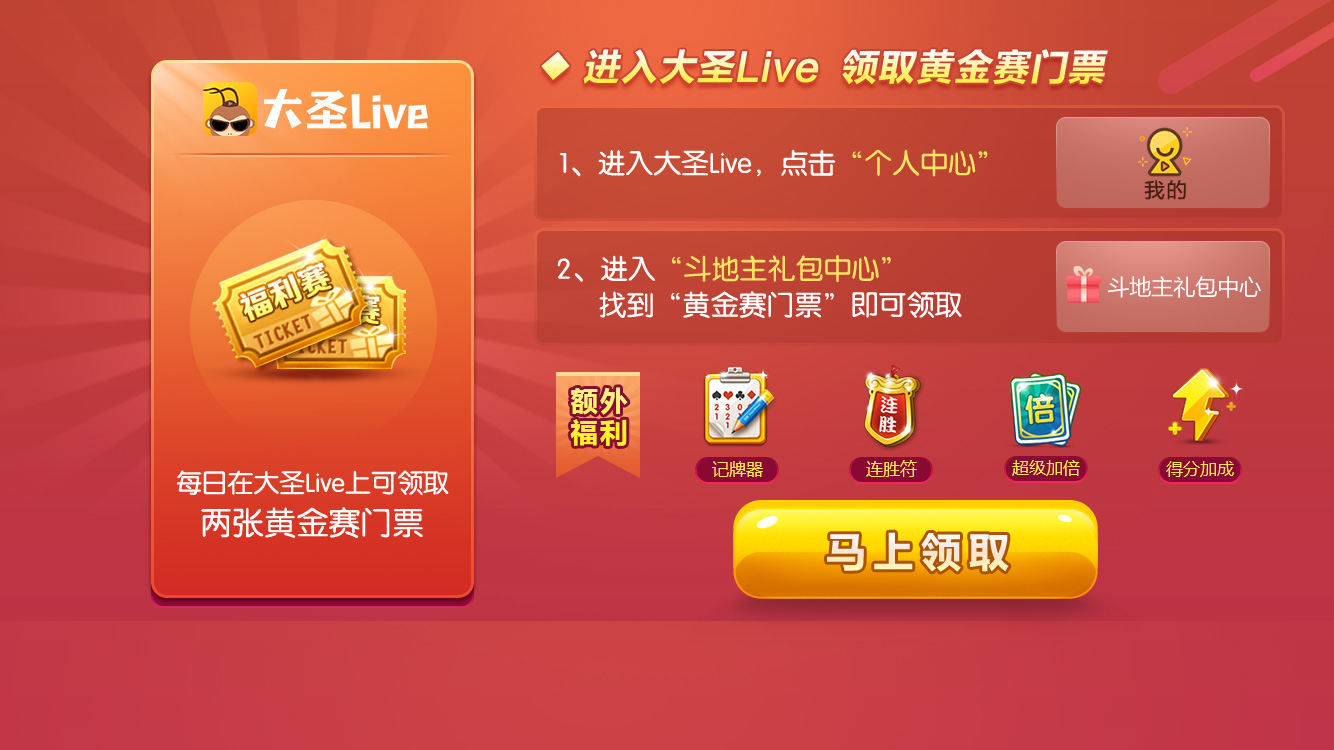 大圣Live
福利赛
TICKET
赛
ICKET
每日在大圣Live上可领取
两张黄金赛门票
进入大圣Live 领取黄金赛门票
1、进入大圣Live，点击“个人中心”
我的
2、进入“斗地主礼包中心”
找到“黄金赛门票”即可领取
斗地主礼包中心
额外
福利
连
胜
倍
记牌器
连胜符
超级加倍
得分加成
马上领取